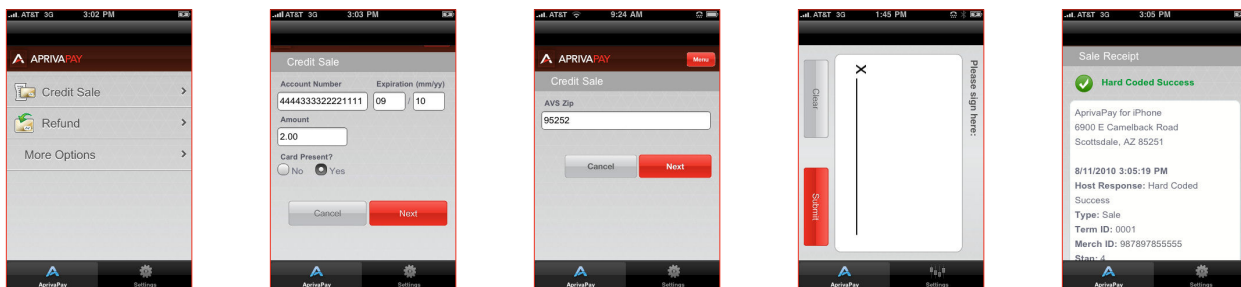 AT&T 3G 3:02 PM
APRIVAPAY
Credit Sale
Refund
More Options
AprivaPay Settings
AT&T 3G 3:03 PM
Credit Sale
Account Number Expiration (mm/yy)
4444333322221111 09 / 10
Amount
2.00
Card Present?
No Yes
Cancel Next
AprivaPay Settings
AT&T 9:24 AM
APRIVAPAY Menu
Credit Sale
AVS Zip
95252
Cancel Next
AprivaPay Settings
AT&T 3G 1:45 PM
Please sign here:
X
Clear Submit
AprivaPay Settings
AT&T 3G 3:05 PM
Sale Receipt
Hard Coded Success
AprivaPay for iPhone
6900 E Camelback Road
Scottsdale, AZ 85251
8/11/2010 3:05:19 PM
Host Response: Hard Coded
Success
Type: Sale
Term ID: 0001
Merch ID: 987897855555
Stan: 4
AprivaPay Settings